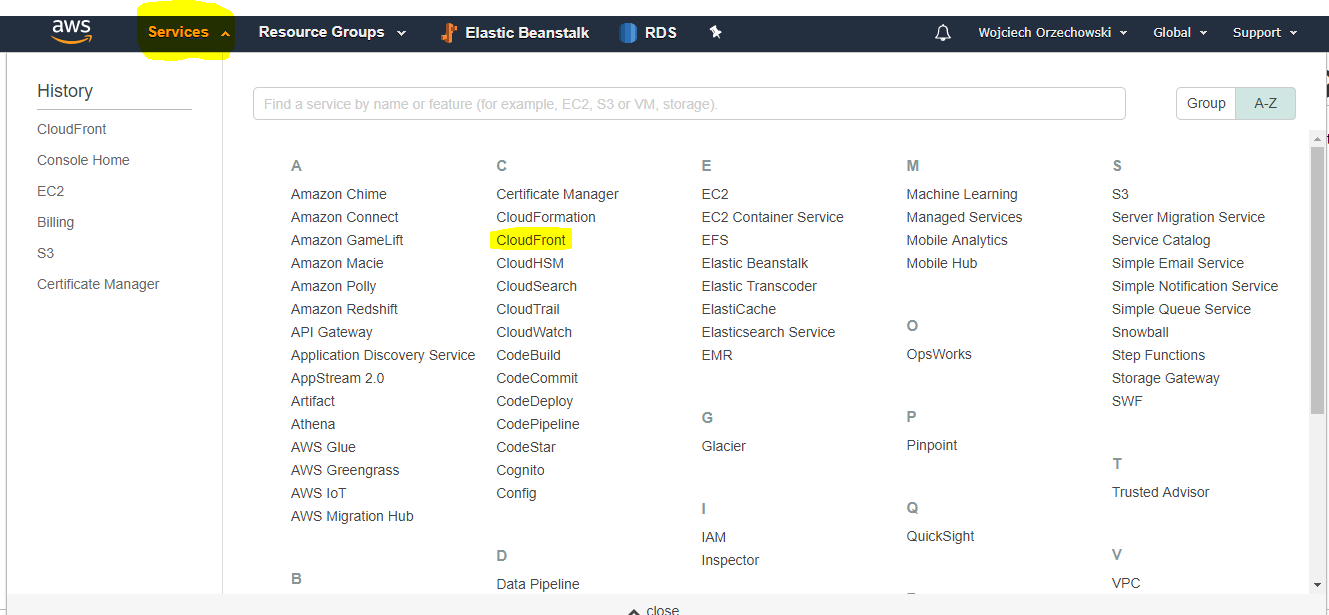 aws Services Resource Groups Elastic Beanstalk RDS Wojciech Orzechowski Global Support
History
CloudFront
Console Home
EC2
Billing
S3
Certificate Manager
Find a service by name or feature (for example, EC2, S3 or VM, storage).
Group A-Z
A
Amazon Chime
Amazon Connect
Amazon GameLift
Amazon Macie
Amazon Polly
Amazon Redshift
API Gateway
Application Discovery Service
AppStream 2.0
Artifact
Athena
AWS Glue
AWS Greengrass
AWS IoT
AWS Migration Hub
B
C
Certificate Manager
CloudFormation
CloudFront
CloudHSM
CloudSearch
CloudTrail
CloudWatch
CodeBuild
CodeCommit
CodeDeploy
CodePipeline
CodeStar
Cognito
Config
D
Data Pipeline
E
EC2
EC2 Container Service
EFS
Elastic Beanstalk
Elastic Transcoder
ElastiCache
Elasticsearch Service
EMR
G
Glacier
I
IAM
Inspector
M
Machine Learning
Managed Services
Mobile Analytics
Mobile Hub
O
OpsWorks
P
Pinpoint
Q
QuickSight
S
S3
Server Migration Service
Service Catalog
Simple Email Service
Simple Notification Service
Simple Queue Service
Snowball
Step Functions
Storage Gateway
SWF
T
Trusted Advisor
V
VPC
close